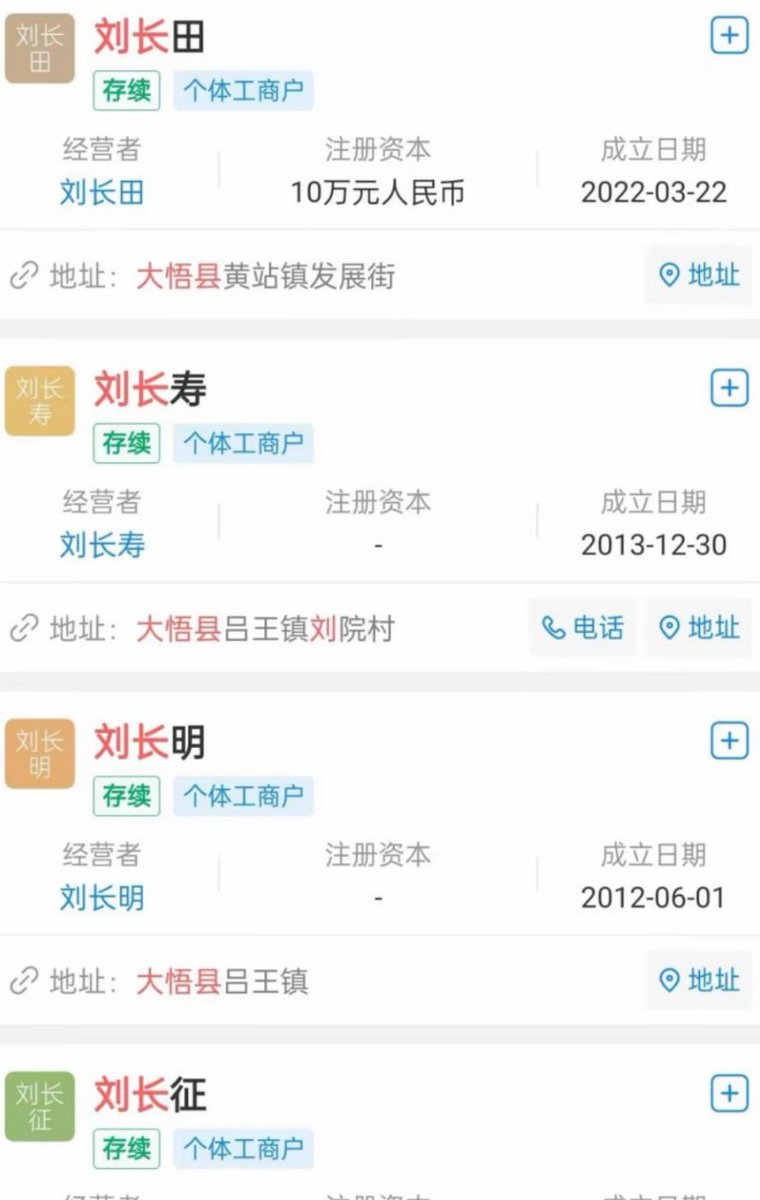 刘长
田
刘长田
存续 个体工商户
经营者 注册资本 成立日期
刘长田 10万元人民币 2022-03-22
地址： 大悟县黄站镇发展街 地址
刘长
寿
刘长寿
存续 个体工商户
经营者 注册资本 成立日期
刘长寿 - 2013-12-30
地址： 大悟县吕王镇刘院村 电话 地址
刘长
明
刘长明
存续 个体工商户
经营者 注册资本 成立日期
刘长明 - 2012-06-01
地址： 大悟县吕王镇 地址
刘长
征
刘长征
存续 个体工商户